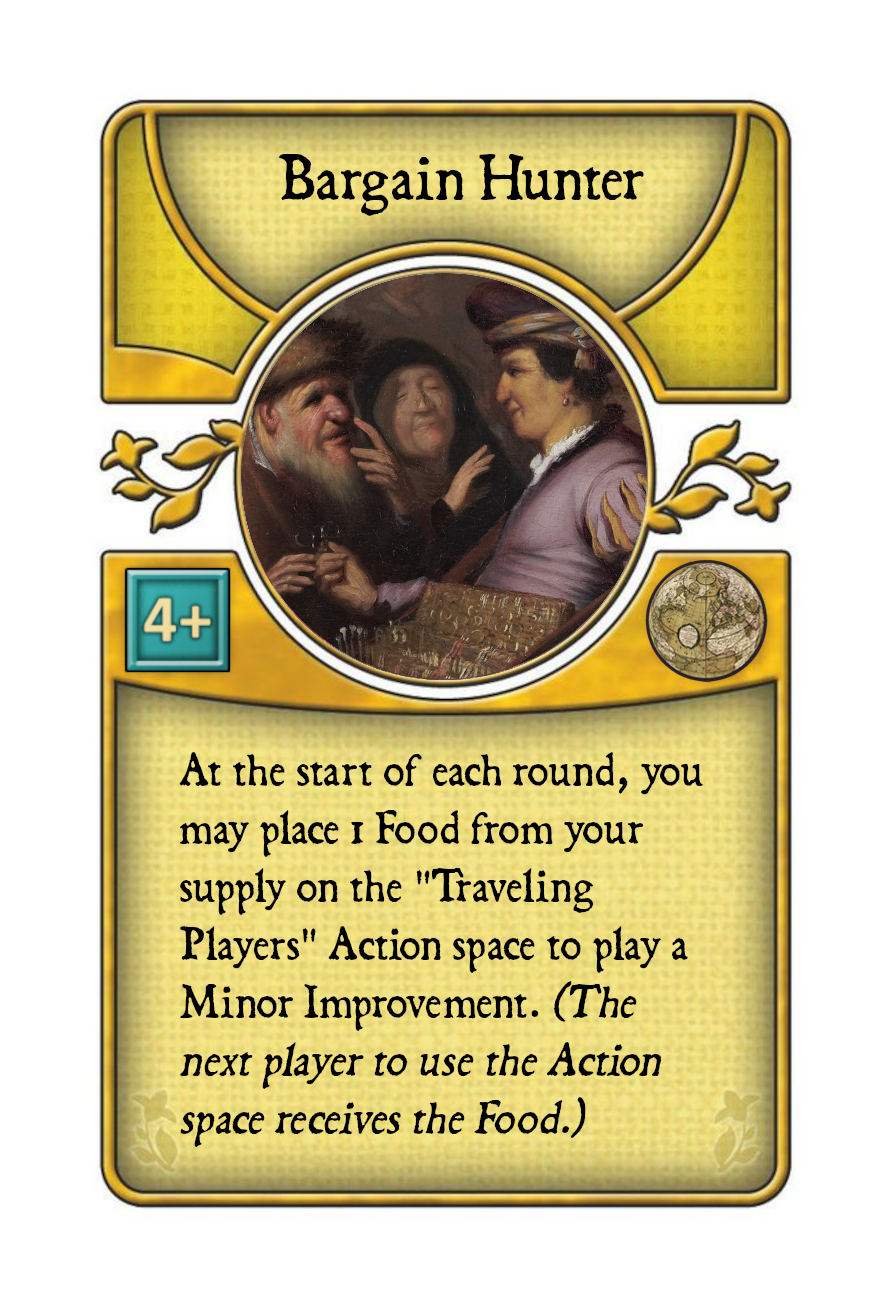 Bargain Hunter
4+
At the start of each round, you
may place 1 Food from your
supply on the "Traveling
Players" Action space to play a
Minor Improvement. (The
next player to use the Action
space receives the Food.)